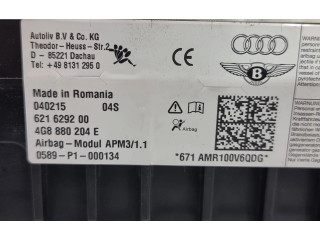 Autoliv B.V & Co. KG
Theodor-Heuss-Str.2
D - 85221 Dachau
Tel: +49 8131 295 0
B
Made in Romania
040215 04S
621 6292 00
4G8 880 204 E
Airbag
Airbag-Modul APM3/1.1
0589-P1-000134
*671 AMR100V6QDG*